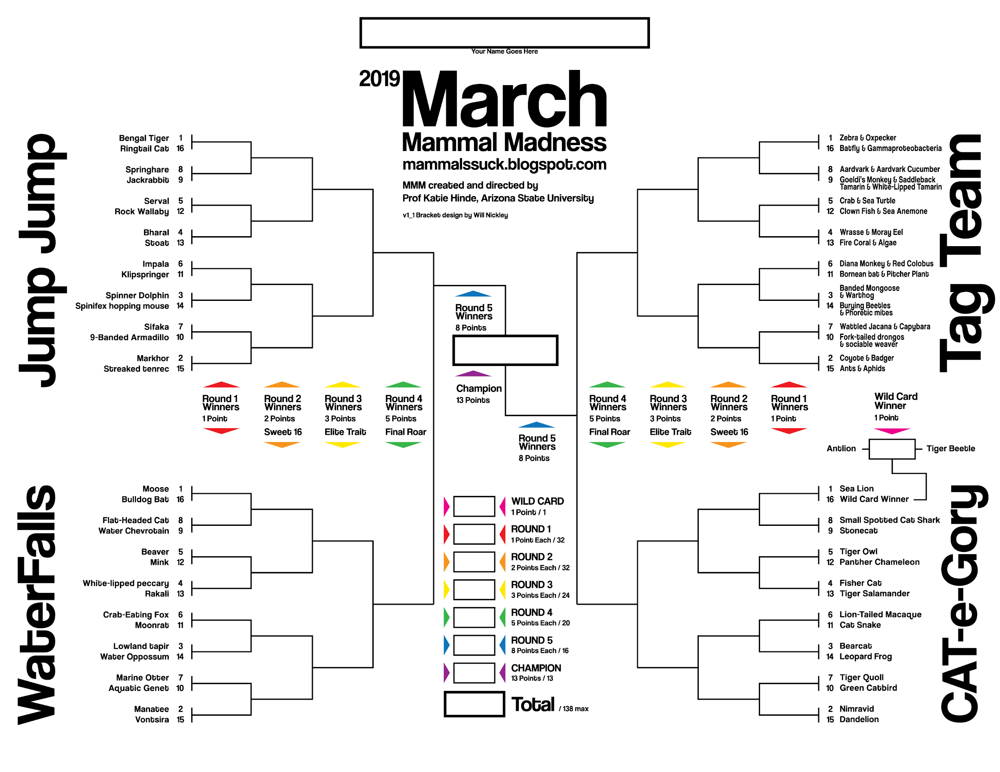 Your Name Goes Here
2019 March
Mammal Madness
mammalssuck.blogspot.com
MMM created and directed by
Prof Katie Hinde, Arizona State University
v1_1 Bracket design by Will Nickley
Jump Jump
Bengal Tiger 1
Ringtail Cat 16
Springhare 8
Jackrabbit 9
Serval 5
Rock Wallaby 12
Bharal 4
Stoat 13
Impala 6
Klipspringer 11
Spinner Dolphin 3
Spinifex hopping mouse 14
Sifaka 7
9-Banded Armadillo 10
Markhor 2
Streaked tenrec 15
Tag Team
1 Zebra & Oxpecker
16 Batfly & Gammaproteobacteria
8 Aardvark & Aardvark Cucumber
9 Goeldi's Monkey & Saddleback
Tamarin & White-Lipped Tamarin
5 Crab & Sea Turtle
12 Clown Fish & Sea Anemone
4 Wrasse & Moray Eel
13 Fire Coral & Algae
6 Diana Monkey & Red Colobus
11 Bornean bat & Pitcher Plant
3 Banded Mongoose
& Warthog
14 Burying Beetles
& Phoretic mites
7 Wattled Jacana & Capybara
10 Fork-tailed drongos
& sociable weaver
2 Coyote & Badger
15 Ants & Aphids
Round 5
Winners
8 Points
Champion
13 Points
Round 5
Winners
8 Points
Round 1
Winners
1 Point
Round 2
Winners
2 Points
Sweet 16
Round 3
Winners
3 Points
Elite Trait
Round 4
Winners
5 Points
Final Roar
Round 4
Winners
5 Points
Final Roar
Round 3
Winners
3 Points
Elite Trait
Round 2
Winners
2 Points
Sweet 16
Round 1
Winners
1 Point
Wild Card
Winner
1 Point
Antlion
Tiger Beetle
WaterFalls
Moose 1
Bulldog Bat 16
Flat-Headed Cat 8
Water Chevrotain 9
Beaver 5
Mink 12
White-lipped peccary 4
Rakali 13
Crab-Eating Fox 6
Moonrat 11
Lowland tapir 3
Water Oppossum 14
Marine Otter 7
Aquatic Genet 10
Manatee 2
Vontsira 15
WILD CARD
1 Point / 1
ROUND 1
1 Point Each / 32
ROUND 2
2 Points Each / 32
ROUND 3
3 Points Each / 24
ROUND 4
5 Points Each / 20
ROUND 5
8 Points Each / 16
CHAMPION
13 Points / 13
Total / 138 max
CAT-e-Gory
1 Sea Lion
16 Wild Card Winner
8 Small Spotted Cat Shark
9 Stonecat
5 Tiger Owl
12 Panther Chameleon
4 Fisher Cat
13 Tiger Salamander
6 Lion-Tailed Macaque
11 Cat Snake
3 Bearcat
14 Leopard Frog
7 Tiger Quoll
10 Green Catbird
2 Nimravid
15 Dandelion